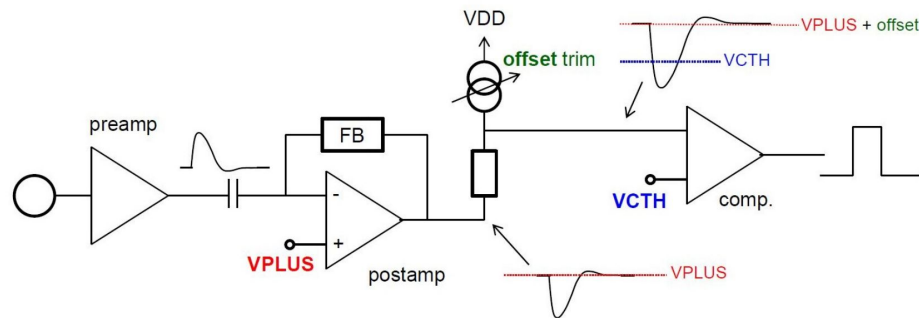 VDD
VPLUS + offset
offset trim
VCTH
preamp
FB
-
+
VPLUS
postamp
VCTH
comp.
VPLUS